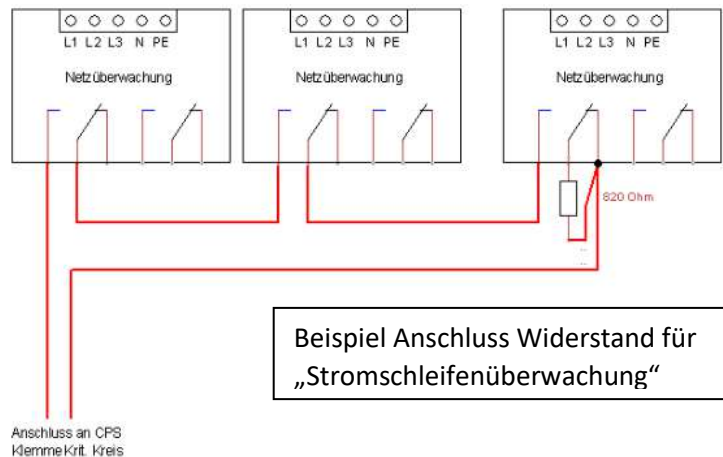 L1 L2 L3 N PE
Netzüberwachung
L1 L2 L3 N PE
Netzüberwachung
L1 L2 L3 N PE
Netzüberwachung
820 Ohm
Beispiel Anschluss Widerstand für
„Stromschleifenüberwachung“
Anschluss an CPS
Klemme Krit. Kreis